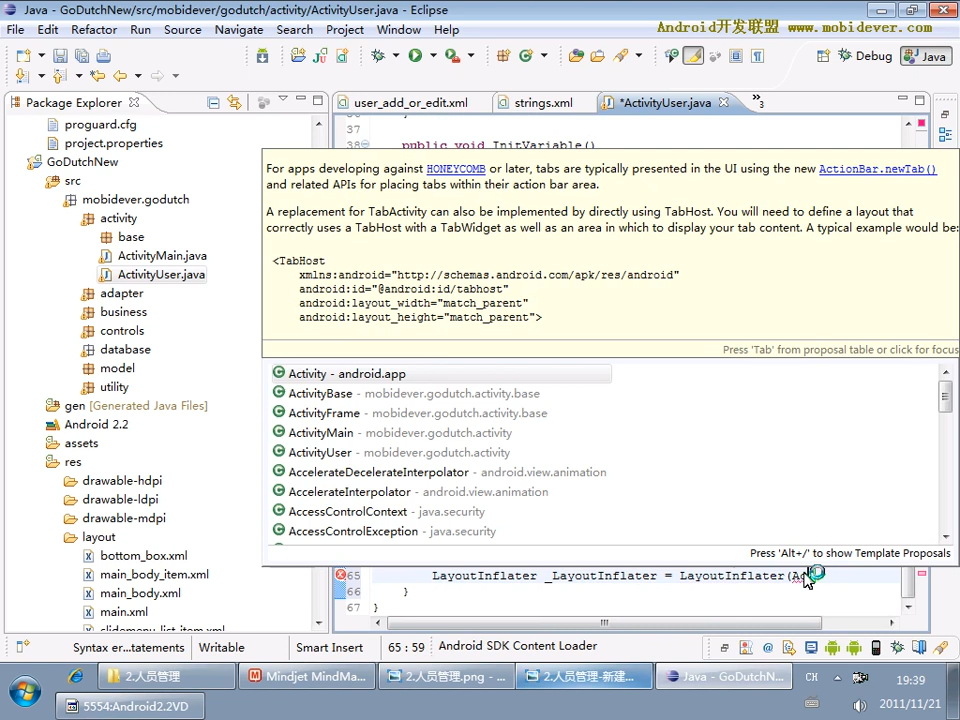 Java - GoDutchNew/src/mobidever/godutch/activity/ActivityUser.java - Eclipse
File Edit Refactor Run Source Navigate Search Project Window Help
Android开发联盟 www.mobidever.com
Debug Java
Package Explorer
user_add_or_edit.xml strings.xml *ActivityUser.java »3
proguard.cfg
project.properties
GoDutchNew
src
mobidever.godutch
activity
base
ActivityMain.java
ActivityUser.java
adapter
business
controls
database
model
utility
gen [Generated Java Files]
Android 2.2
assets
res
drawable-hdpi
drawable-ldpi
drawable-mdpi
layout
bottom_box.xml
main_body_item.xml
main_body.xml
main.xml
slidemenu_list_item.xml
37
38 public void InitVariable()
For apps developing against HONEYCOMB or later, tabs are typically presented in the UI using the new ActionBar.newTab()
and related APIs for placing tabs within their action bar area.
A replacement for TabActivity can also be implemented by directly using TabHost. You will need to define a layout that
correctly uses a TabHost with a TabWidget as well as an area in which to display your tab content. A typical example would be:
<TabHost
xmlns:android="http://schemas.android.com/apk/res/android"
android:id="@android:id/tabhost"
android:layout_width="match_parent"
android:layout_height="match_parent">
Press 'Tab' from proposal table or click for focus
Activity - android.app
ActivityBase - mobidever.godutch.activity.base
ActivityFrame - mobidever.godutch.activity.base
ActivityMain - mobidever.godutch.activity
ActivityUser - mobidever.godutch.activity
AccelerateDecelerateInterpolator - android.view.animation
AccelerateInterpolator - android.view.animation
AccessControlContext - java.security
AccessControlException - java.security
Press 'Alt+/' to show Template Proposals
65 LayoutInflater _LayoutInflater = LayoutInflater(A
66 }
67 }
Syntax er...tatements Writable Smart Insert 65 : 59 Android SDK Content Loader
2.人员管理 Mindjet MindMa... 2.人员管理.png - ... 2.人员管理-新建... Java - GoDutchN... CH 19:39
5554:Android2.2VD 2011/11/21